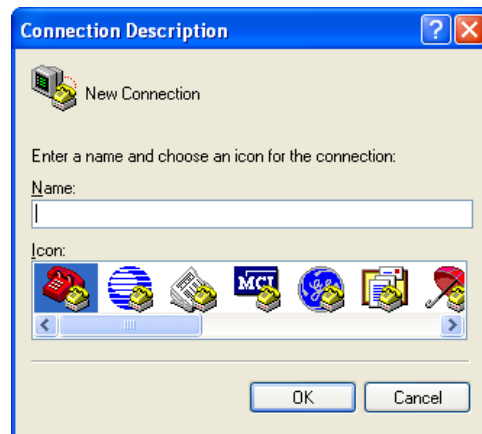 Connection Description
New Connection
Enter a name and choose an icon for the connection:
Name:
Icon:
MCI
OK
Cancel